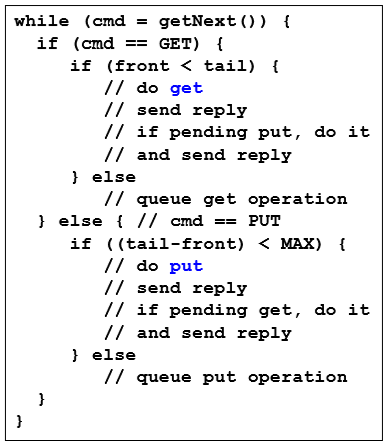 while (cmd = getNext()) {
  if (cmd == GET) {
     if (front < tail) {
        // do get
        // send reply
        // if pending put, do it
        // and send reply
     } else
        // queue get operation
  } else { // cmd == PUT
     if ((tail-front) < MAX) {
        // do put
        // send reply
        // if pending get, do it
        // and send reply
     } else
        // queue put operation
  }
}